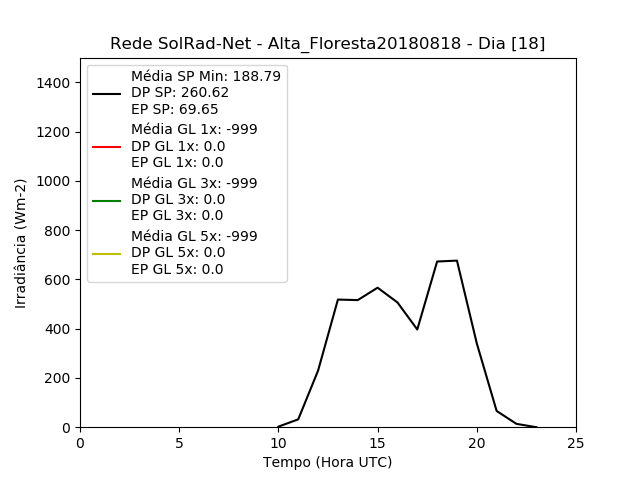 Rede SolRad-Net - Alta_Floresta20180818 - Dia [18]
Média SP Min: 188.79
DP SP: 260.62
EP SP: 69.65
Média GL 1x: -999
DP GL 1x: 0.0
EP GL 1x: 0.0
Média GL 3x: -999
DP GL 3x: 0.0
EP GL 3x: 0.0
Média GL 5x: -999
DP GL 5x: 0.0
EP GL 5x: 0.0
Irradiância (Wm-2)
1400
1200
1000
800
600
400
200
0
0 5 10 15 20 25
Tempo (Hora UTC)